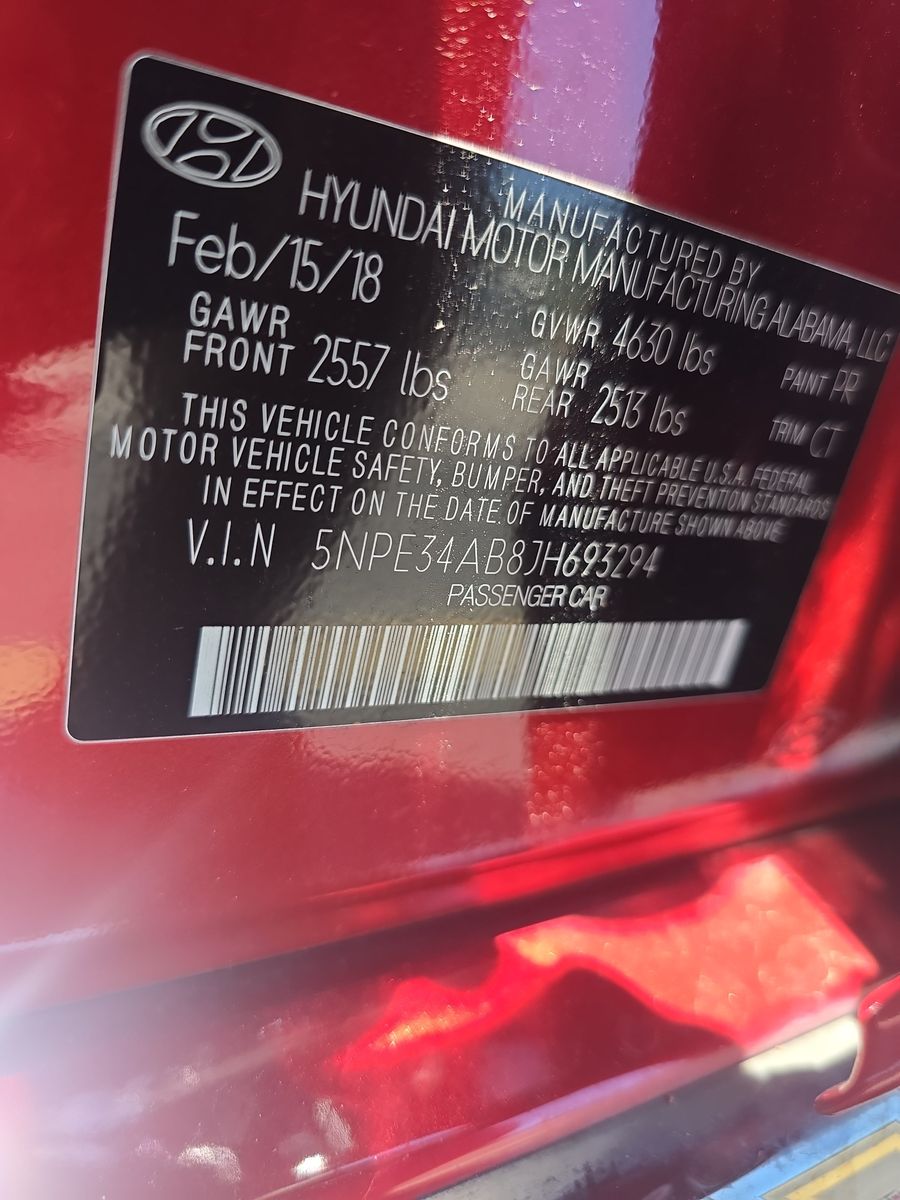 MANUFACTURED BY
HYUNDAI MOTOR MANUFACTURING ALABAMA, LLC
Feb/15/18
GVWR 4630 lbs
PAINT PR
GAWR FRONT 2557 lbs
GAWR REAR 2513 lbs
TRIM CT
THIS VEHICLE CONFORMS TO ALL APPLICABLE U.S.A. FEDERAL
MOTOR VEHICLE SAFETY, BUMPER, AND THEFT PREVENTION STANDARDS
IN EFFECT ON THE DATE OF MANUFACTURE SHOWN ABOVE
V.I.N 5NPE34AB8JH693294
PASSENGER CAR